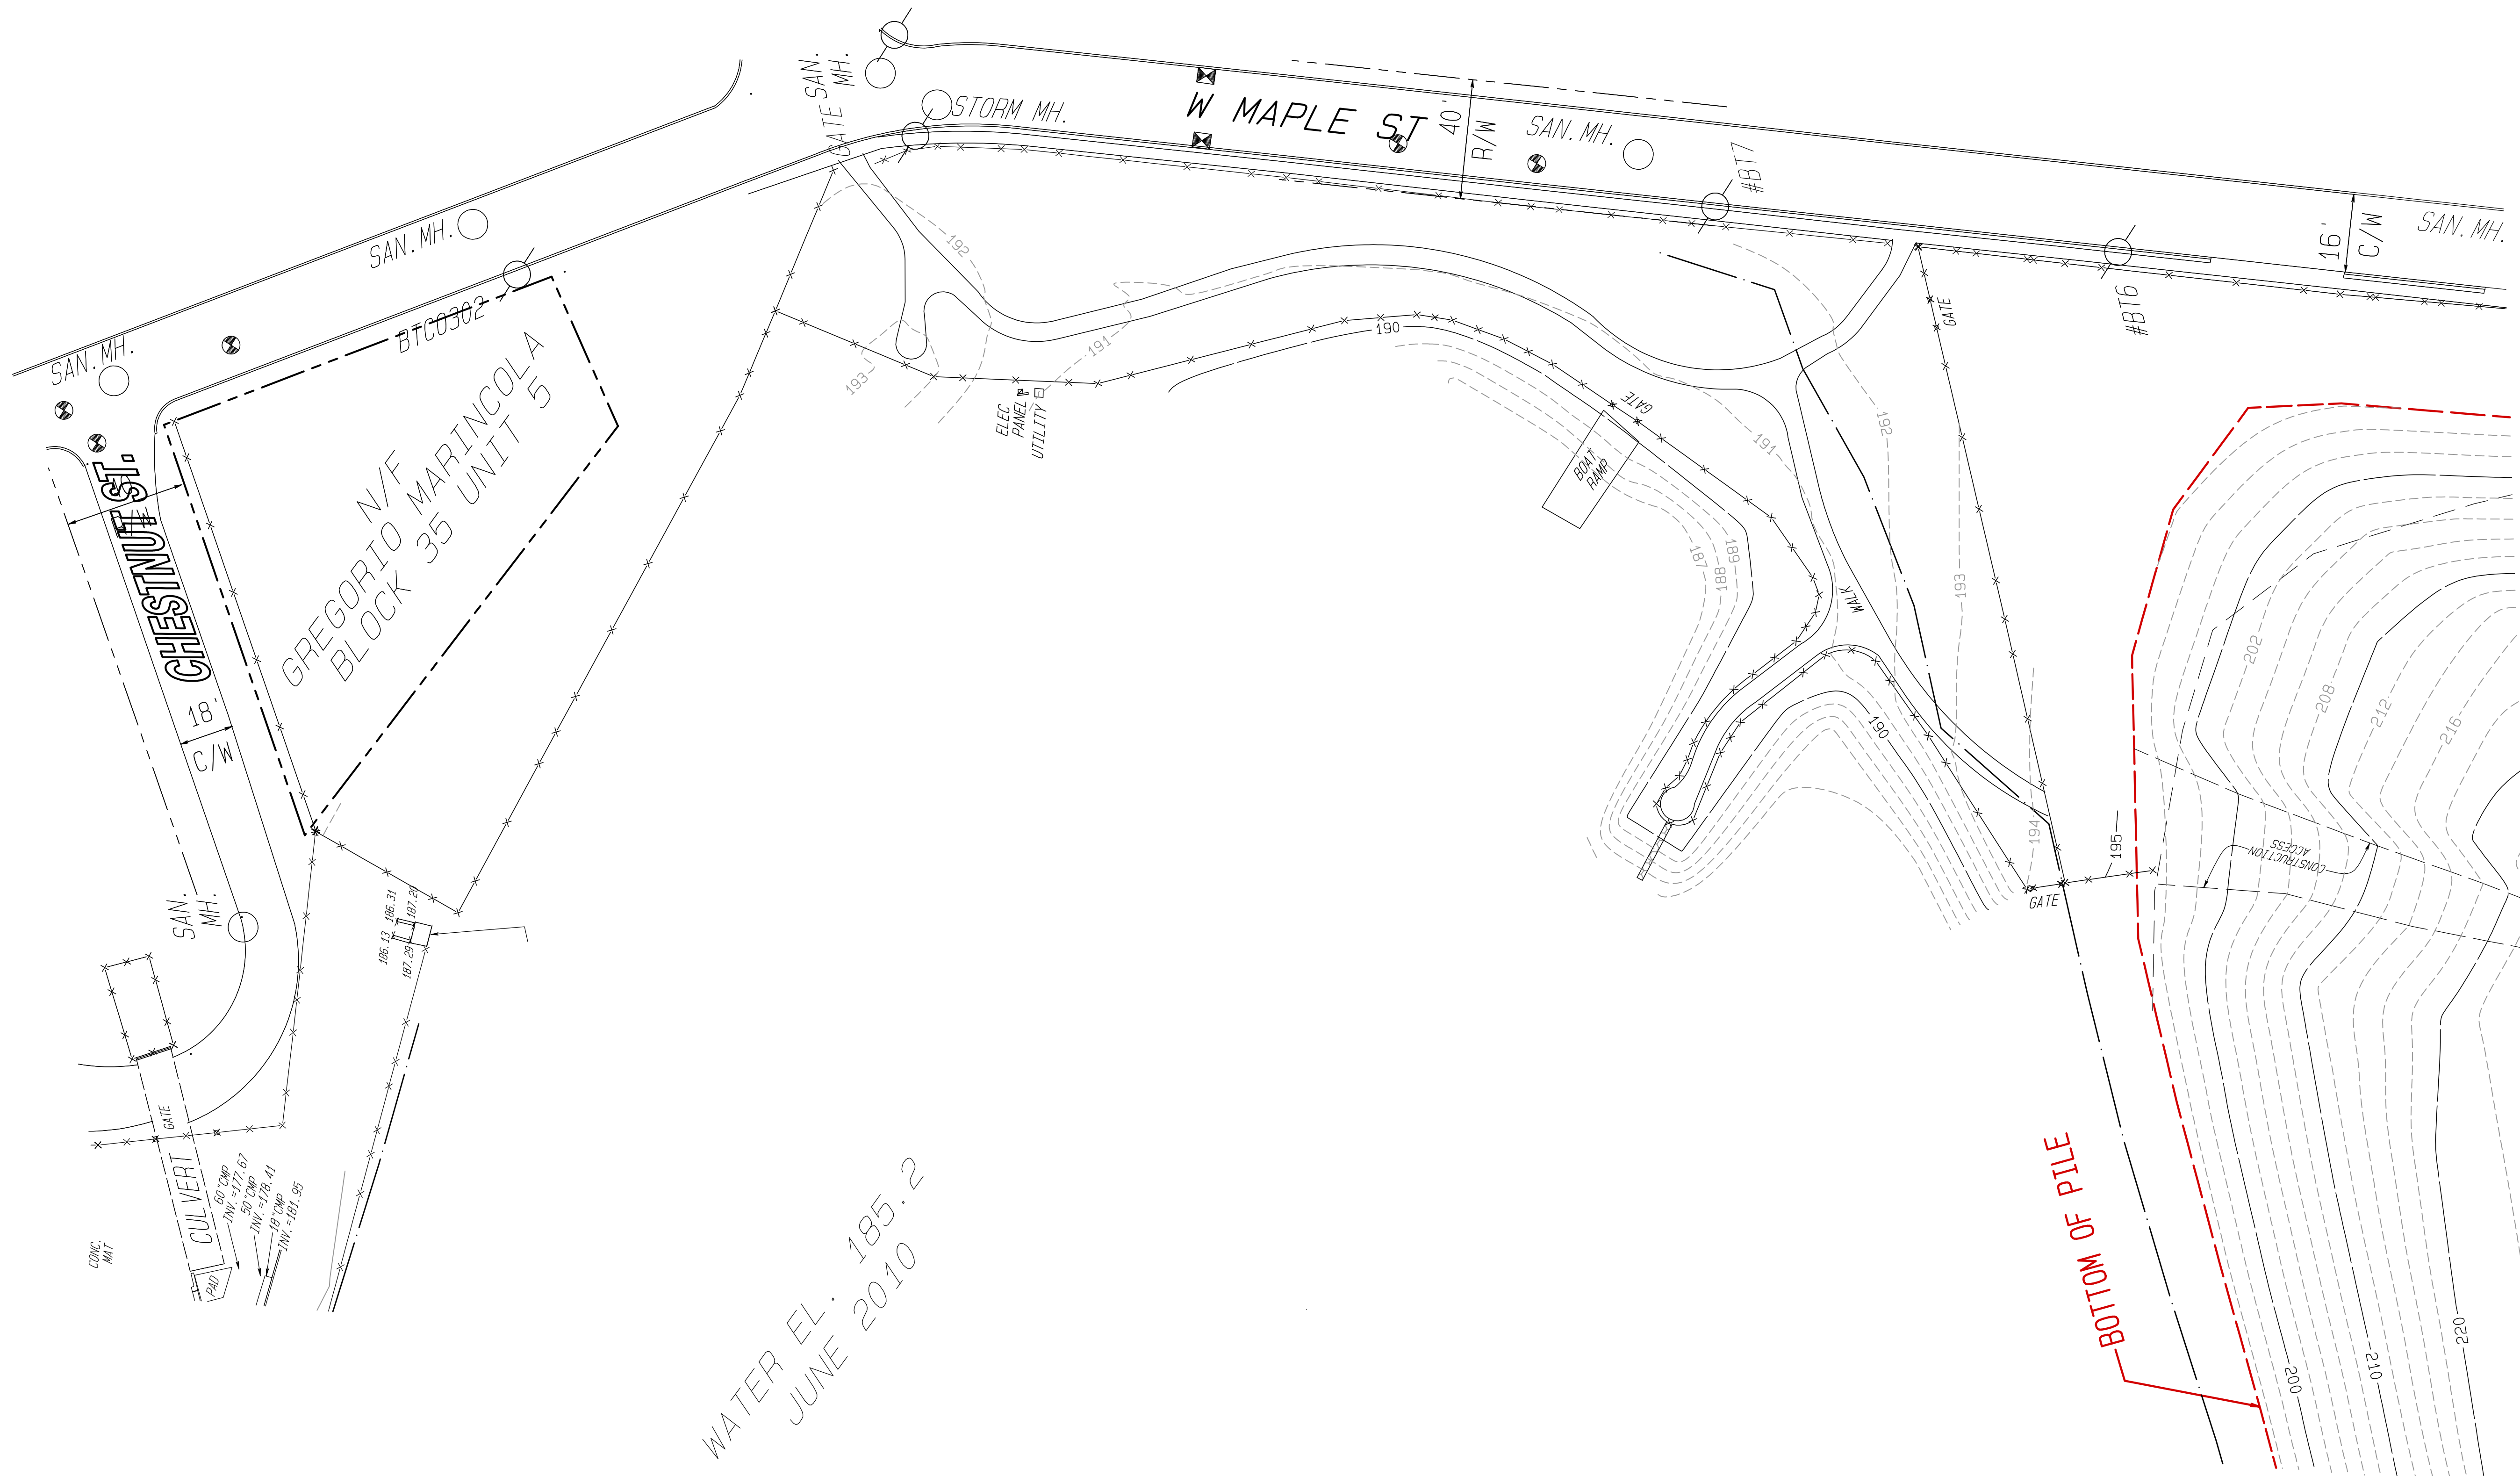 GATE
SAN.
MH.
STORM MH.
W MAPLE ST
40'
R/W
SAN. MH.
#BT7
16'
C/W
SAN. MH.
#BT6
GATE
SAN. MH.
BTC0302
SAN. MH.
CHESTNUT ST.
18'
C/W
N/F
GREGORIO MARINCOLA
BLOCK 35 UNIT 5
192
191
193
190
ELEC
PANEL
UTILITY
GATE
BOAT
RAMP
191
192
193
187
188
189
WALK
190
194
195
GATE
202
208
212
216
CONSTRUCTION
ACCESS
SAN.
MH.
186.31
187.20
186.13
187.29
GATE
CULVERT
60"CMP
INV.=177.67
50"CMP
INV.=178.41
18"CMP
INV.=181.95
CONC.
MAT
PAD
WATER EL. 185.2
JUNE 2010
BOTTOM OF PILE
200
210
220